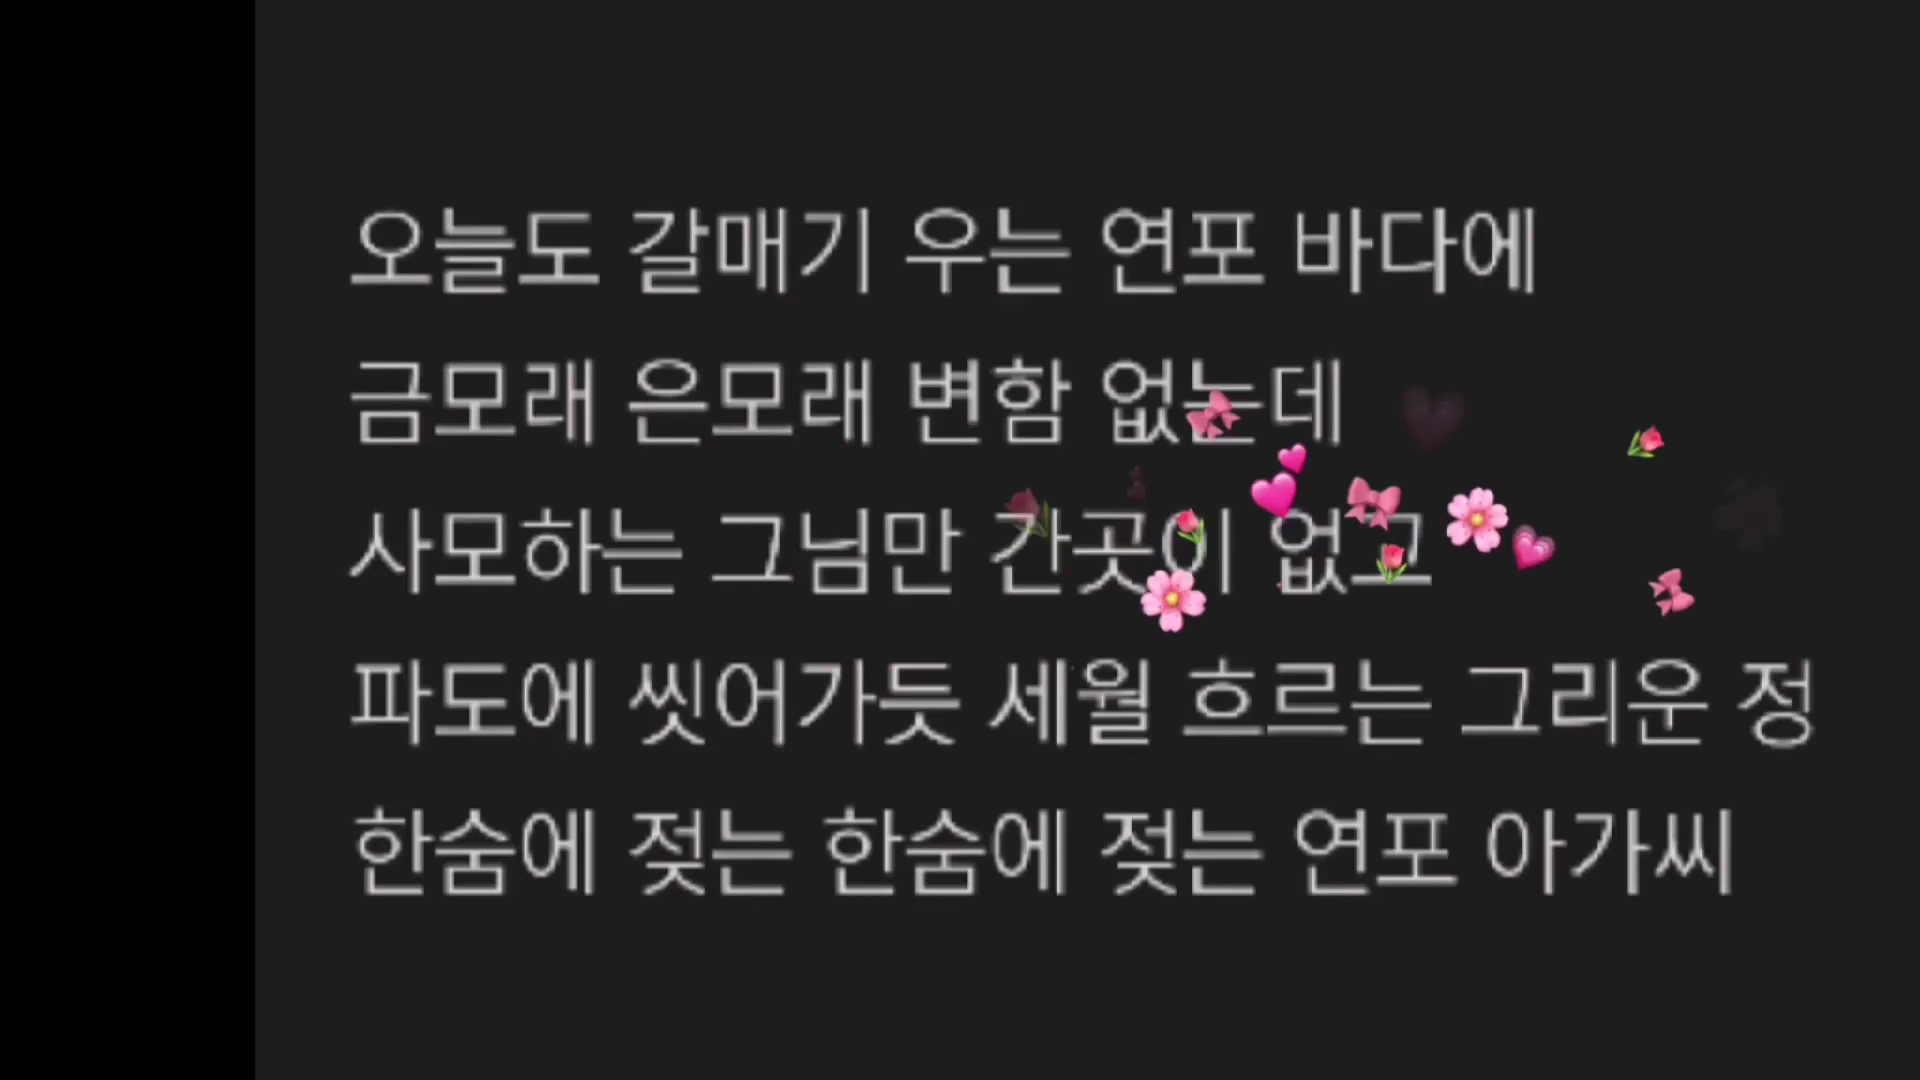 오늘도 갈매기 우는 연포 바다에
금모래 은모래 변함 없는데
사모하는 그님만 간곳이 없고
파도에 씻어가듯 세월 흐르는 그리운 정
한숨에 젖는 한숨에 젖는 연포 아가씨